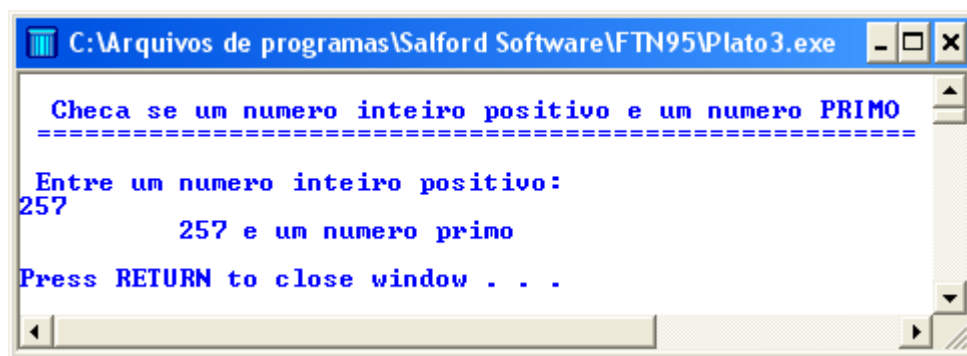 C:\Arquivos de programas\Salford Software\FTN95\Plato3.exe
Checa se um numero inteiro positivo e um numero PRIMO
=======================================================
Entre um numero inteiro positivo:
257
257 e um numero primo
Press RETURN to close window . . .